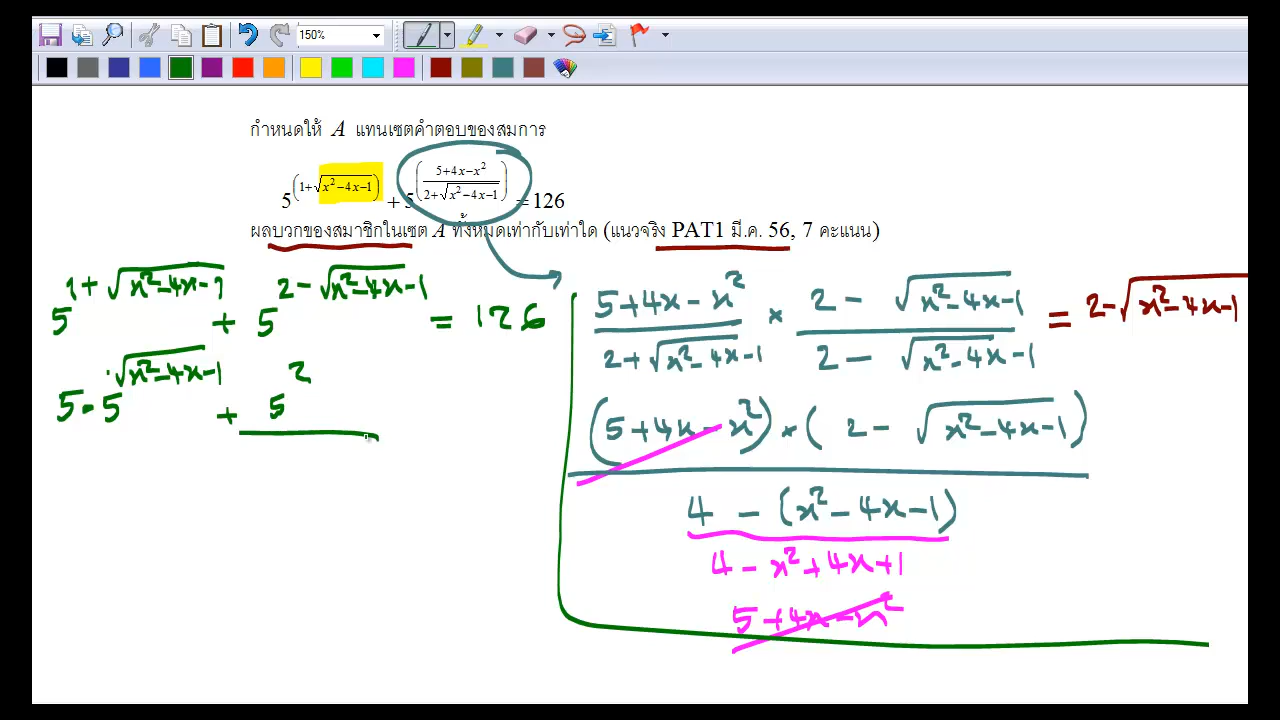 150%
กำหนดให้ A แทนเซตคำตอบของสมการ
5^(1+√(x²−4x−1)) + 5^((5+4x−x²)/(2+√(x²−4x−1))) = 126
ผลบวกของสมาชิกในเซต A ทั้งหมดเท่ากับเท่าใด (แนวจริง PAT1 มี.ค. 56, 7 คะแนน)
5^(1+√(x²−4x−1)) + 5^(2−√(x²−4x−1)) = 126
5·5^(√(x²−4x−1)) + 5²
(5+4x−x²)/(2+√(x²−4x−1)) × (2−√(x²−4x−1))/(2−√(x²−4x−1)) = 2−√(x²−4x−1)
(5+4x−x²) × (2−√(x²−4x−1))
4 − (x²−4x−1)
4 − x² + 4x + 1
5+4x−x²